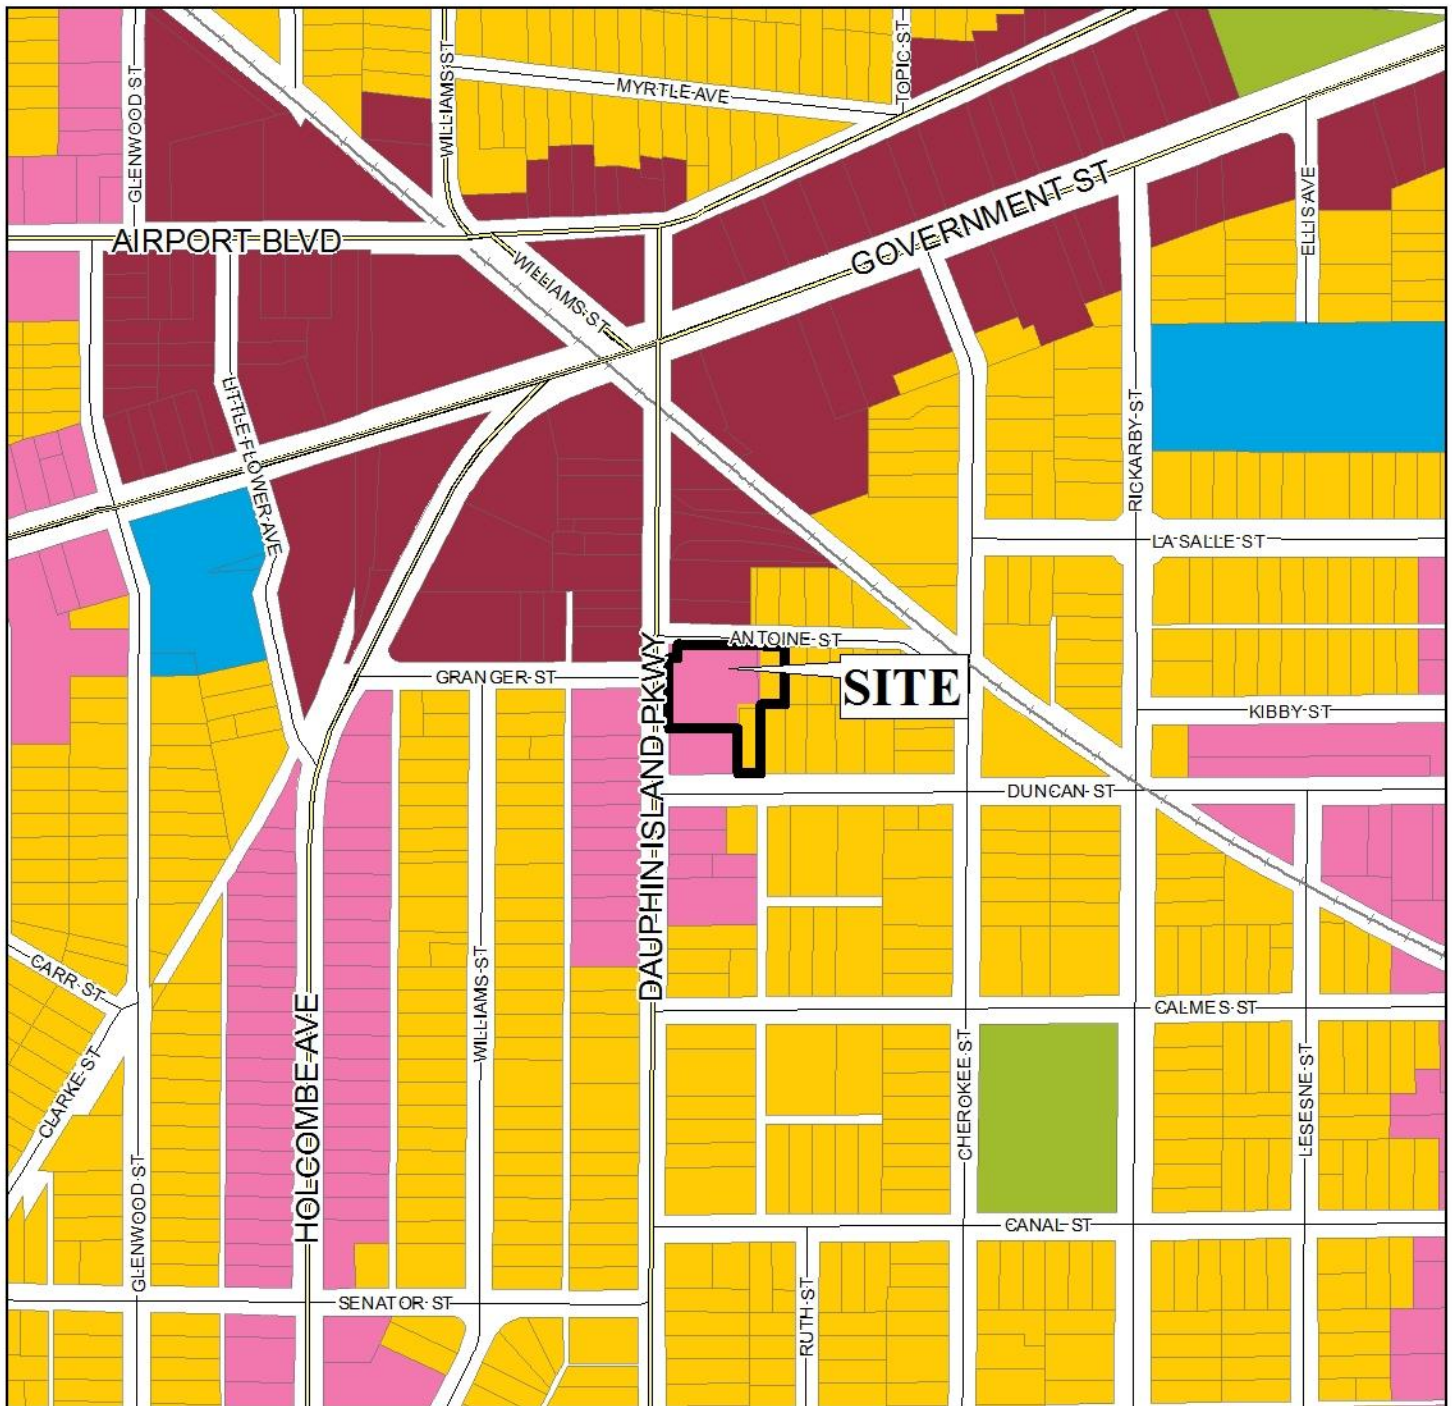 GLENWOOD ST
WILLIAMS ST
TOPIC ST
MYRTLE AVE
GOVERNMENT ST
ELLIS AVE
AIRPORT BLVD
WILLIAMS ST
LITTLE FLOWER AVE
RICKARBY ST
LA SALLE ST
ANTOINE ST
GRANGER ST
SITE
DAUPHIN ISLAND PKWY
KIBBY ST
DUNCAN ST
CARR ST
WILLIAMS ST
CALMES ST
HOLCOMBE AVE
CLARKE ST
CHEROKEE ST
LESESNE ST
GLENWOOD ST
CANAL ST
SENATOR ST
RUTH ST